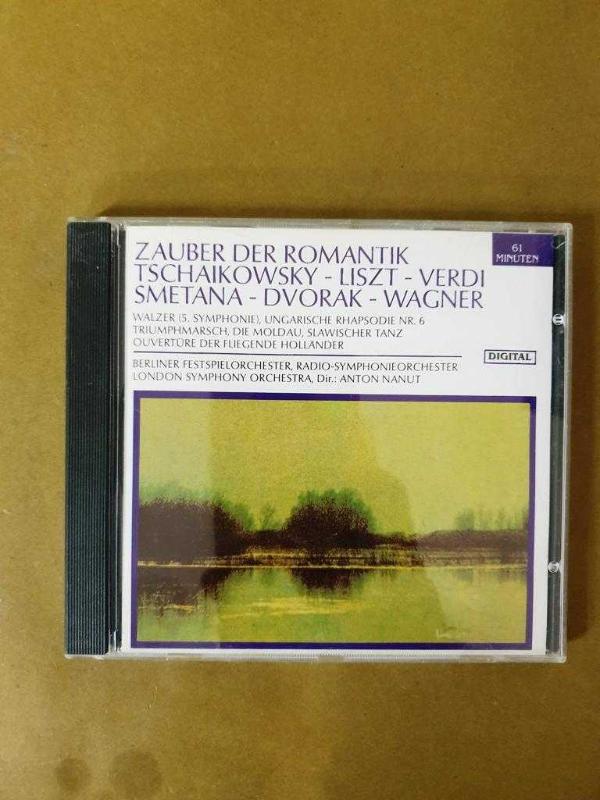 ZAUBER DER ROMANTIK
TSCHAIKOWSKY - LISZT - VERDI
SMETANA - DVORAK - WAGNER
61
MINUTEN
WALZER (5. SYMPHONIE), UNGARISCHE RHAPSODIE NR. 6
TRIUMPHMARSCH, DIE MOLDAU, SLAWISCHER TANZ
OUVERTÜRE DER FLIEGENDE HOLLÄNDER
DIGITAL
BERLINER FESTSPIELORCHESTER, RADIO-SYMPHONIEORCHESTER
LONDON SYMPHONY ORCHESTRA, Dir.: ANTON NANUT